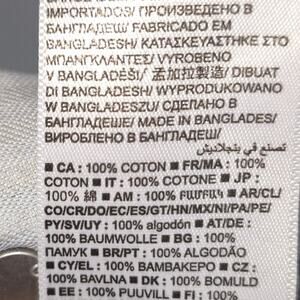 IMPORTADOS/ ПРОИЗВЕДЕНО В
БАНГЛАДЕШ/ FABRICADO EM
BANGLADESH/ ΚΑΤΑΣΚΕΥΑΣΤΗΚΕ ΣΤΟ
ΜΠΑΝΓΚΛΑΝΤΕΣ/ VYROBENO
V BANGLADÉŠI/ 孟加拉製造/ DIBUAT
DI BANGLADESH/ WYPRODUKOWANO
W BANGLADESZU/ СДЕЛАНО В
БАНГЛАДЕШЕ/ MADE IN BANGLADESH/
ВИРОБЛЕНО В БАНГЛАДЕШ/
تصنع في بنجلاديش
■ CA : 100% COTON ■ FR/MA : 100%
COTON ■ IT : 100% COTONE ■ JP :
100% 綿 ■ AM : 100% ԲԱՄԲԱԿ ■ AR/CL/
CO/CR/DO/EC/ES/GT/HN/MX/NI/PA/PE/
PY/SV/UY : 100% algodón ■ AT/DE :
100% BAUMWOLLE ■ BG : 100%
ПАМУК ■ BR/PT : 100% ALGODÃO
■ CY/EL : 100% ΒΑΜΒΑΚΕΡΟ ■ CZ :
100% BAVLNA ■ DK : 100% BOMULD
■ EE : 100% PUUVILL ■ FI : 100%